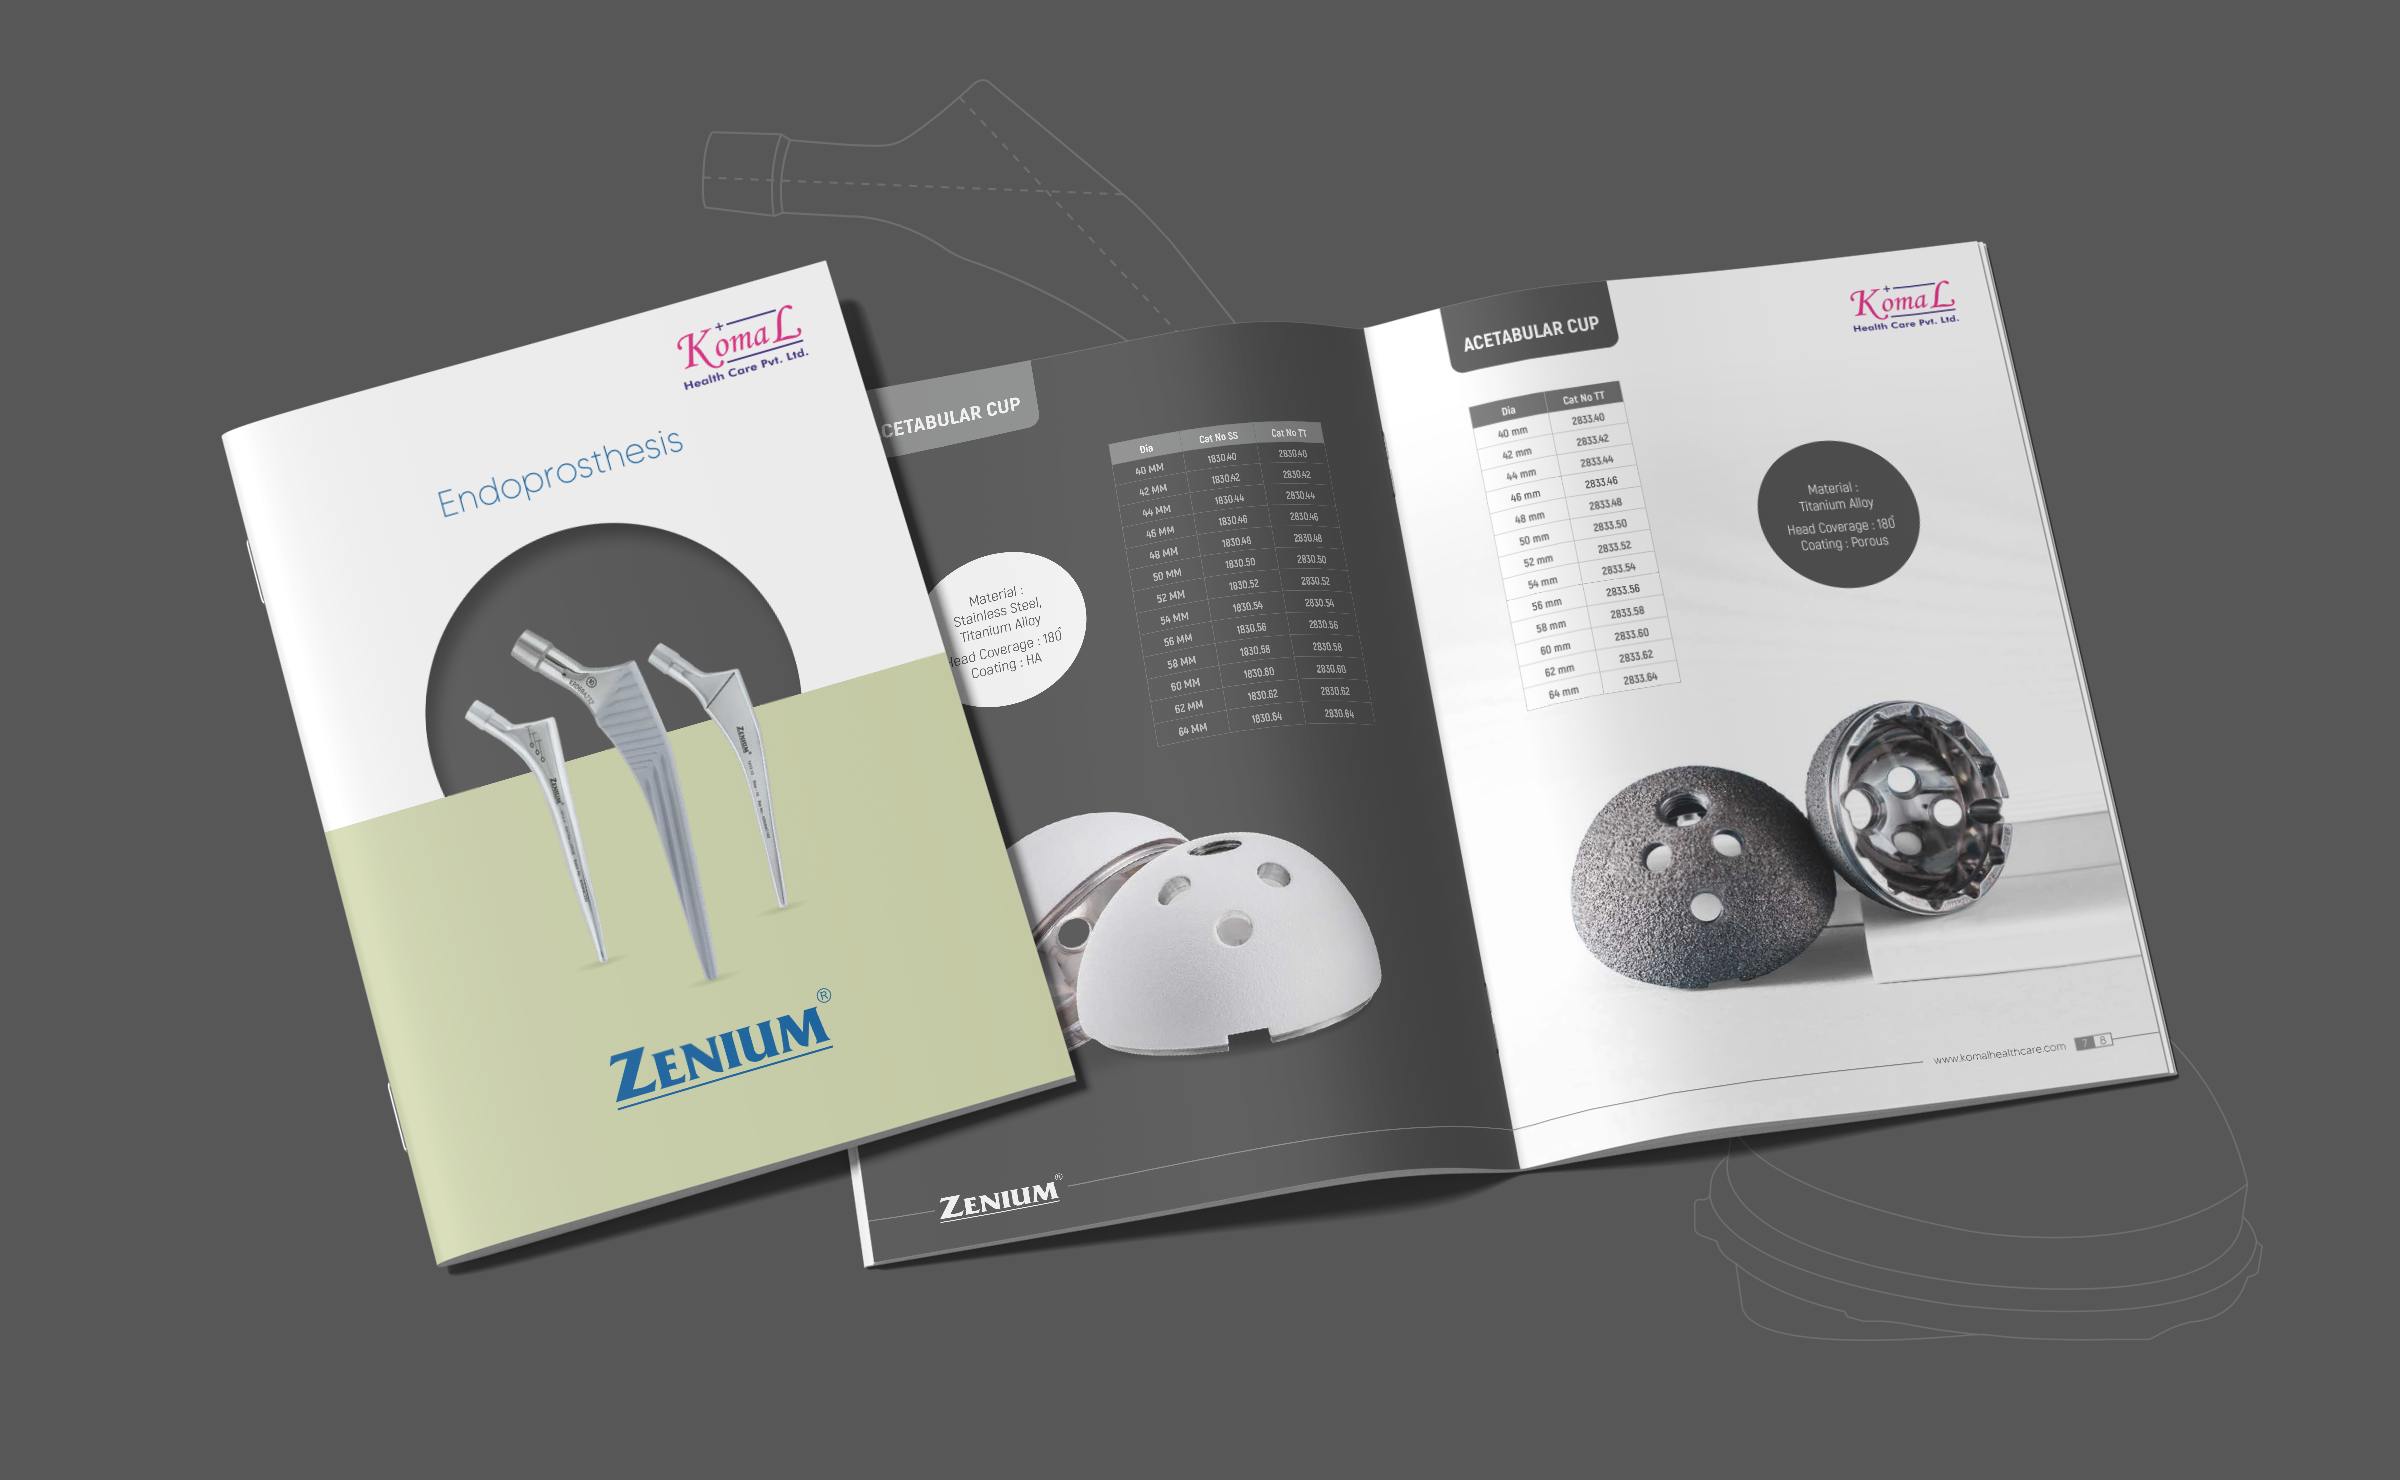 KomaL
Health Care Pvt. Ltd.
Endoprosthesis
ZENIUM
ZENIUM
ZENIUM®
CETABULAR CUP
Material :
Stainless Steel,
Titanium Alloy
Head Coverage : 180°
Coating : HA
Dia Cat No SS Cat No TT
40 MM 1830.40 2830.40
42 MM 1830.42 2830.42
44 MM 1830.44 2830.44
46 MM 1830.46 2830.46
48 MM 1830.48 2830.48
50 MM 1830.50 2830.50
52 MM 1830.52 2830.52
54 MM 1830.54 2830.54
56 MM 1830.56 2830.56
58 MM 1830.58 2830.58
60 MM 1830.60 2830.60
62 MM 1830.62 2830.62
64 MM 1830.64 2830.64
ZENIUM®
ACETABULAR CUP
KomaL
Health Care Pvt. Ltd.
Dia Cat No TT
40 mm 2833.40
42 mm 2833.42
44 mm 2833.44
46 mm 2833.46
48 mm 2833.48
50 mm 2833.50
52 mm 2833.52
54 mm 2833.54
56 mm 2833.56
58 mm 2833.58
60 mm 2833.60
62 mm 2833.62
64 mm 2833.64
Material :
Titanium Alloy
Head Coverage : 180°
Coating : Porous
www.komalhealthcare.com 7 8